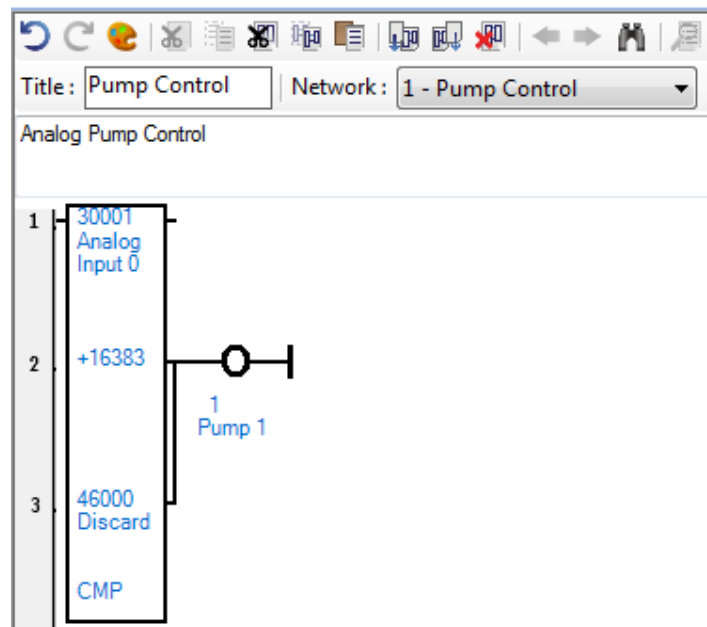 Title : Pump Control Network : 1 - Pump Control
Analog Pump Control
1 30001
Analog
Input 0
2 +16383
1
Pump 1
3 46000
Discard
CMP